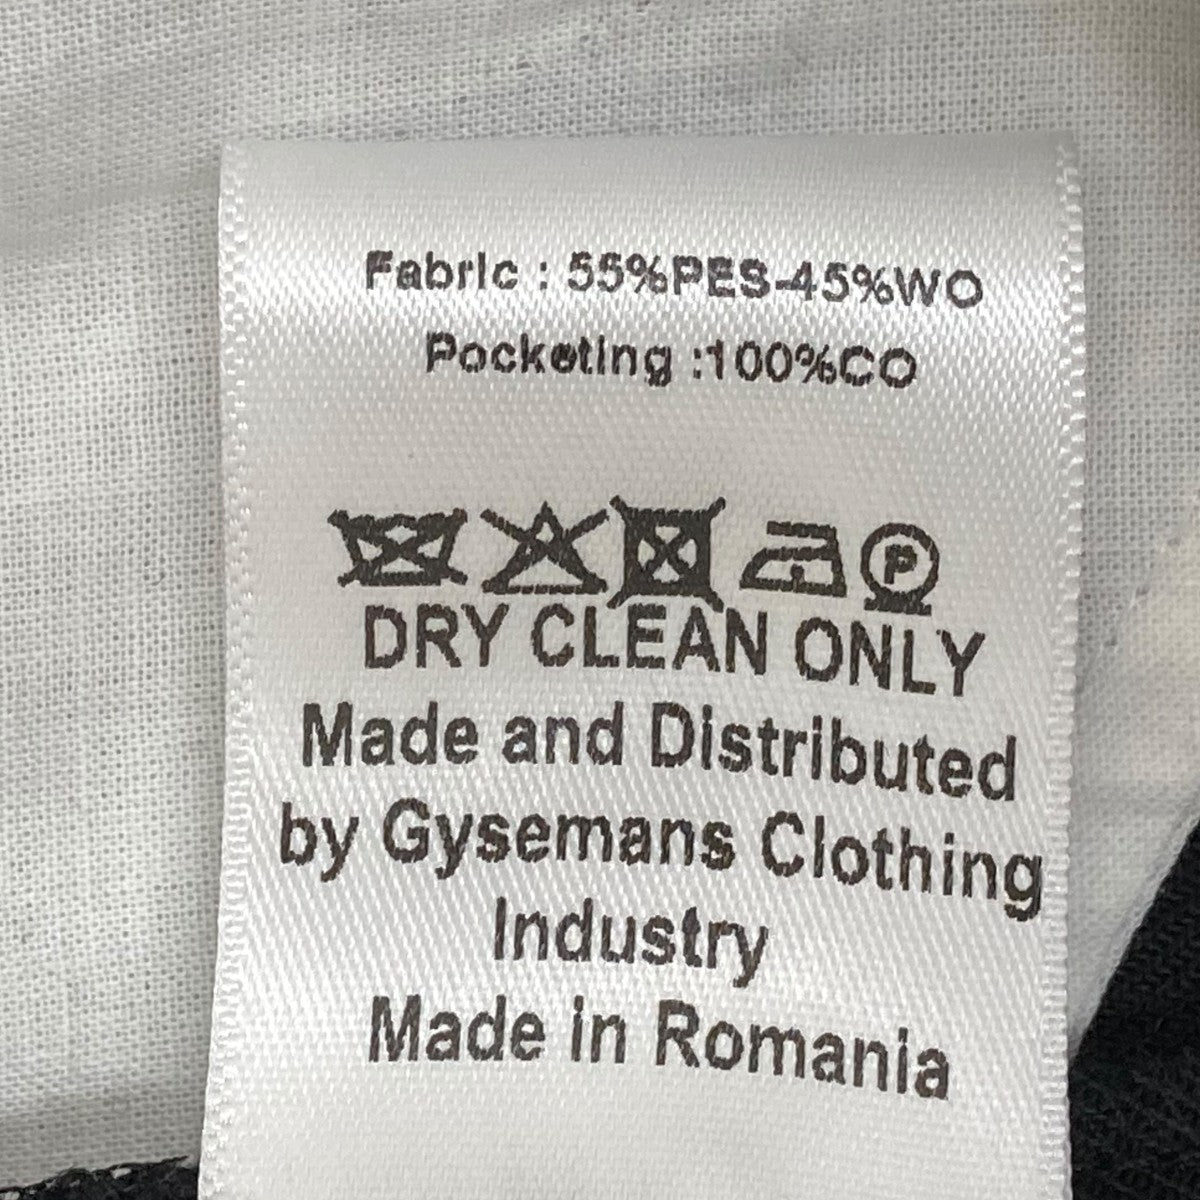 Fabric : 55%PES-45%WO
Pocketing :100%CO
P
DRY CLEAN ONLY
Made and Distributed
by Gysemans Clothing
Industry
Made in Romania